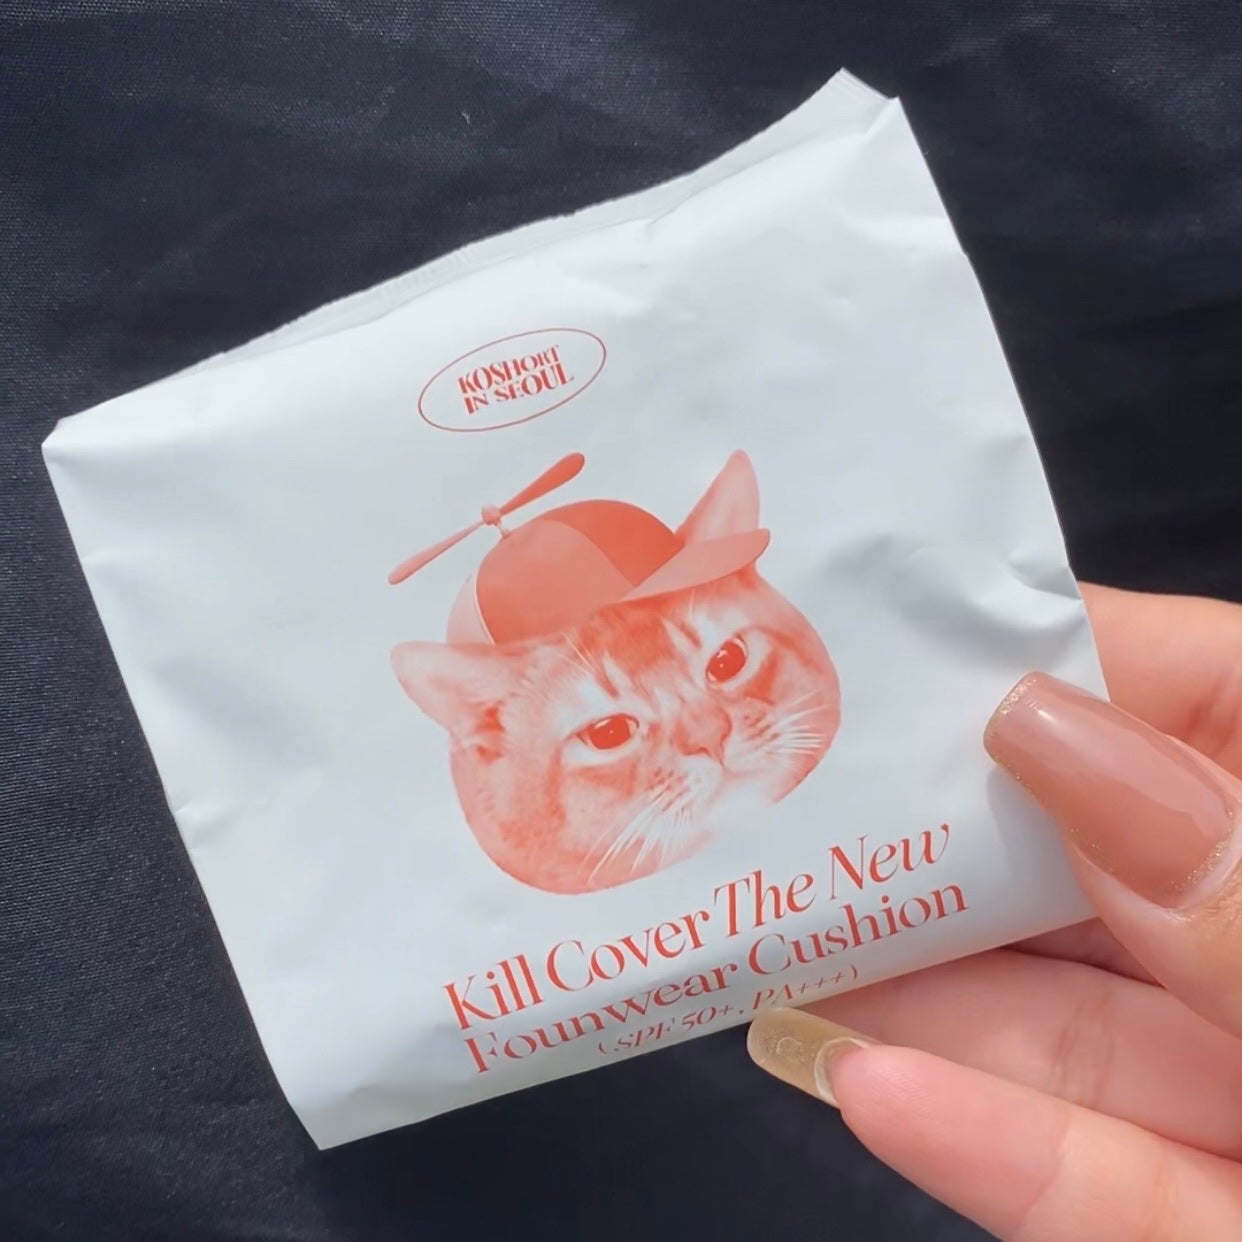 KOSHORT
IN SEOUL
Kill Cover The New
Founwear Cushion
(SPF 50+, PA+++)